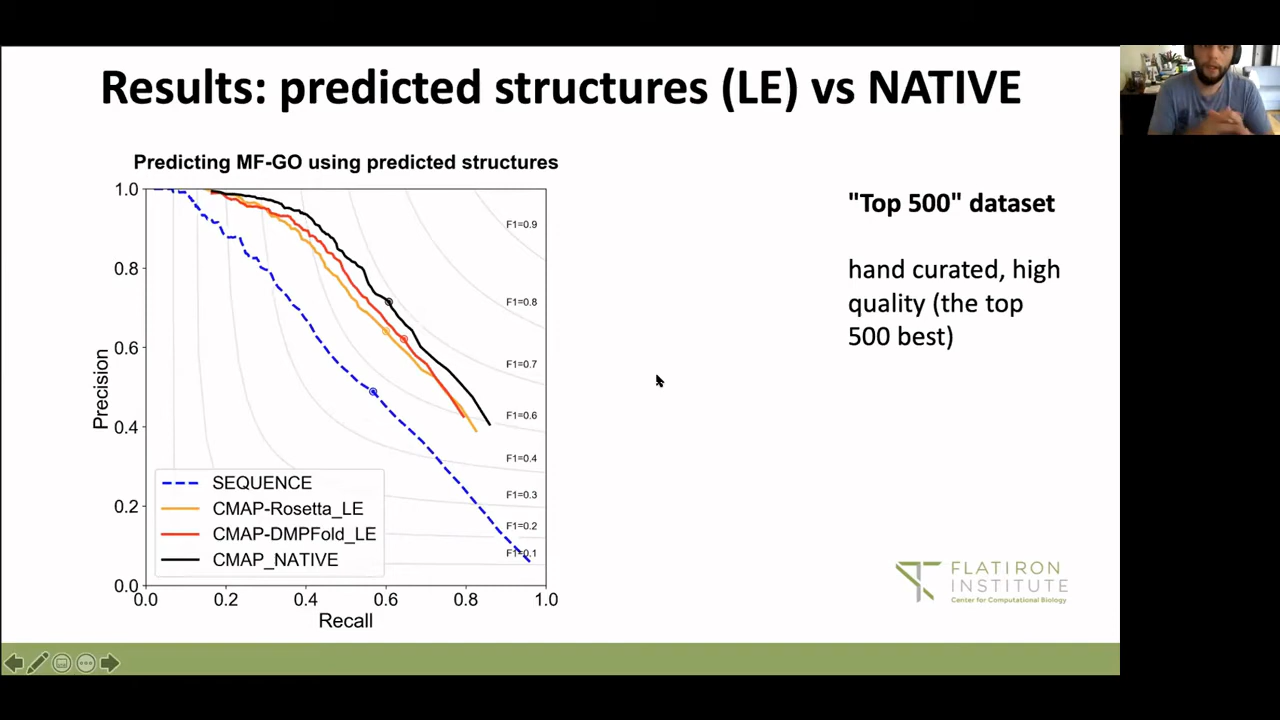 Results: predicted structures (LE) vs NATIVE
Predicting MF-GO using predicted structures
1.0
0.8
0.6
0.4
0.2
0.0
Precision
F1=0.9
F1=0.8
F1=0.7
F1=0.6
F1=0.4
F1=0.3
F1=0.2
F1=0.1
SEQUENCE
CMAP-Rosetta_LE
CMAP-DMPFold_LE
CMAP_NATIVE
0.0 0.2 0.4 0.6 0.8 1.0
Recall
"Top 500" dataset
hand curated, high
quality (the top
500 best)
FLATIRON
INSTITUTE
Center for Computational Biology